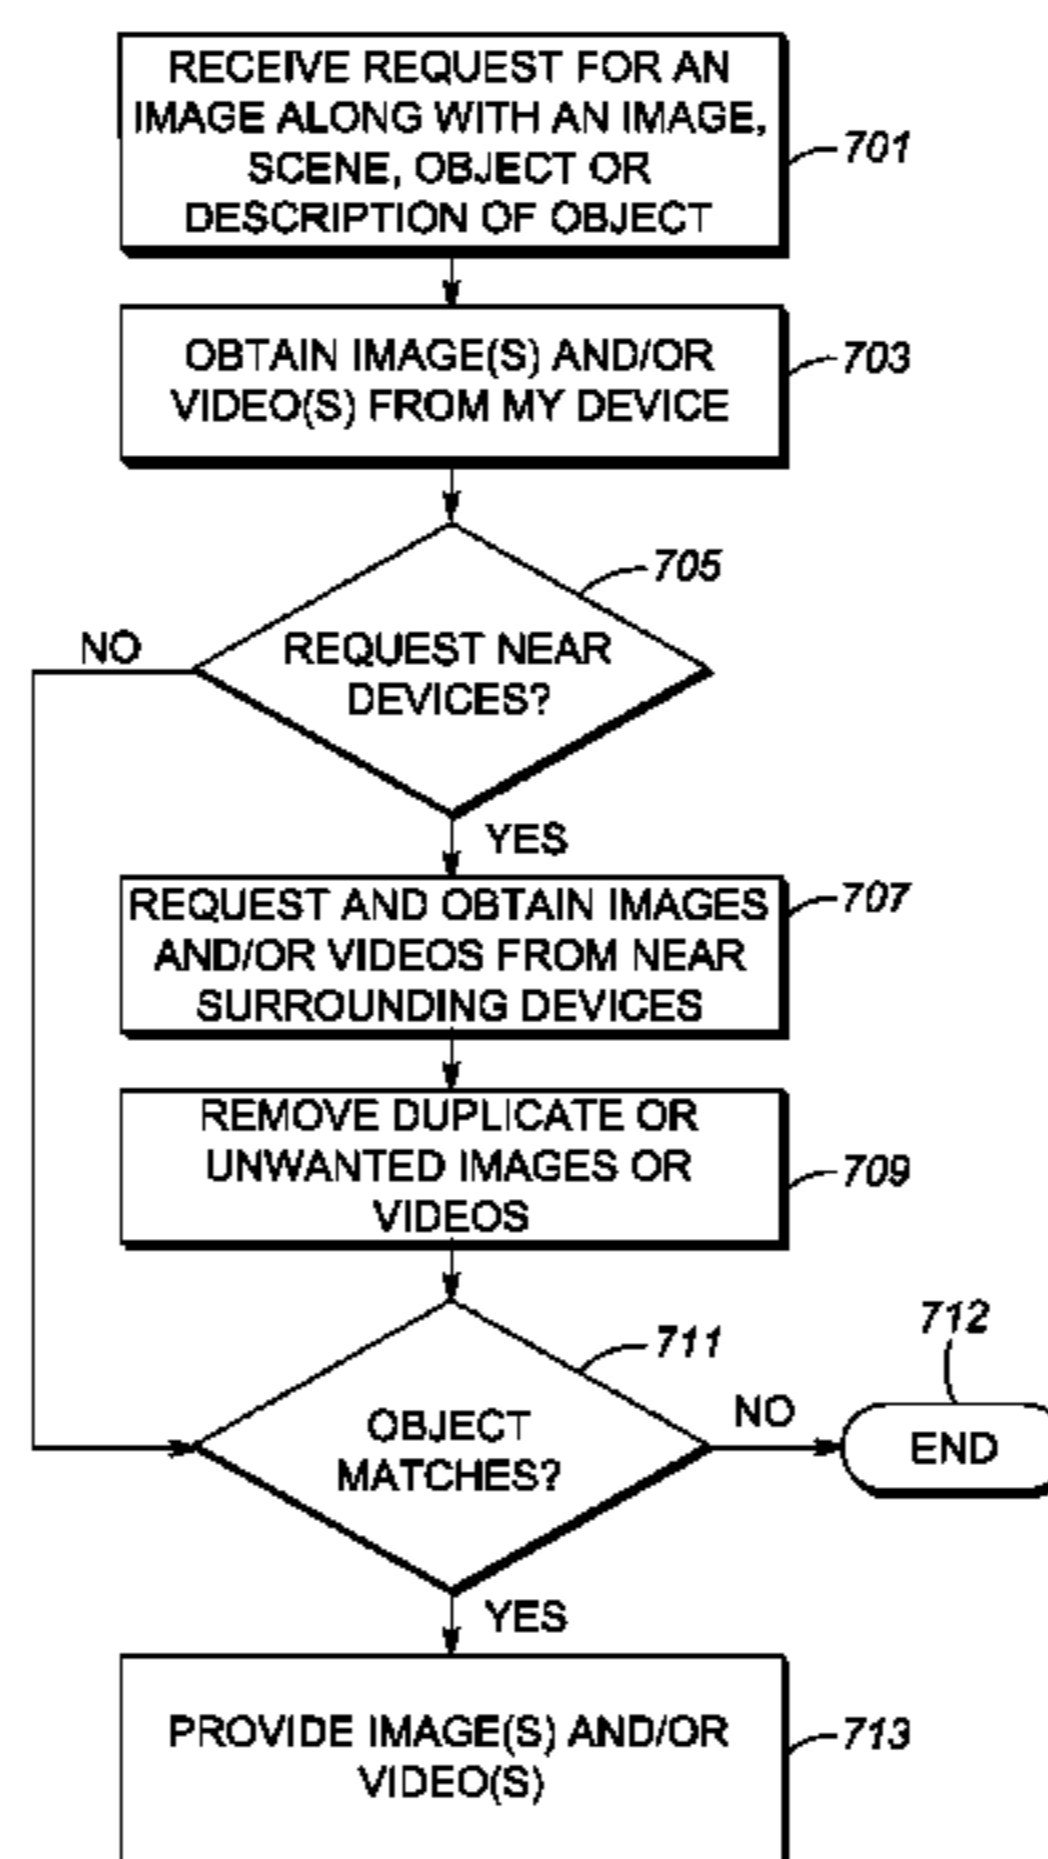 RECEIVE REQUEST FOR AN
IMAGE ALONG WITH AN IMAGE,
SCENE, OBJECT OR
DESCRIPTION OF OBJECT
701
OBTAIN IMAGE(S) AND/OR
VIDEO(S) FROM MY DEVICE
703
705
NO
REQUEST NEAR
DEVICES?
YES
REQUEST AND OBTAIN IMAGES
AND/OR VIDEOS FROM NEAR
SURROUNDING DEVICES
707
REMOVE DUPLICATE OR
UNWANTED IMAGES OR
VIDEOS
709
711
OBJECT
MATCHES?
NO
712
END
YES
PROVIDE IMAGE(S) AND/OR
VIDEO(S)
713